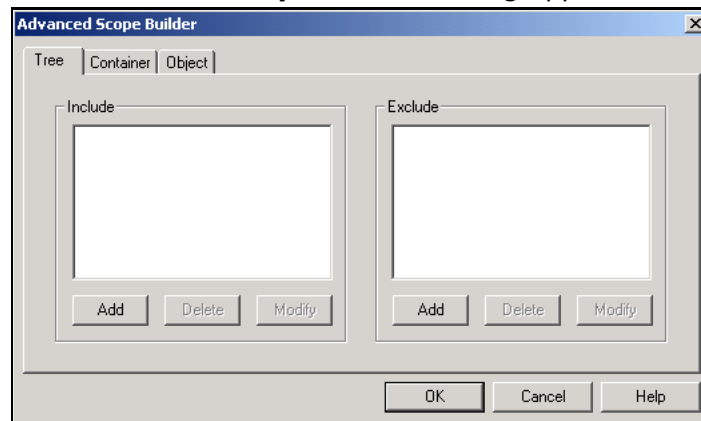 Advanced Scope Builder
Tree Container Object
Include Exclude
Add Delete Modify Add Delete Modify
OK Cancel Help